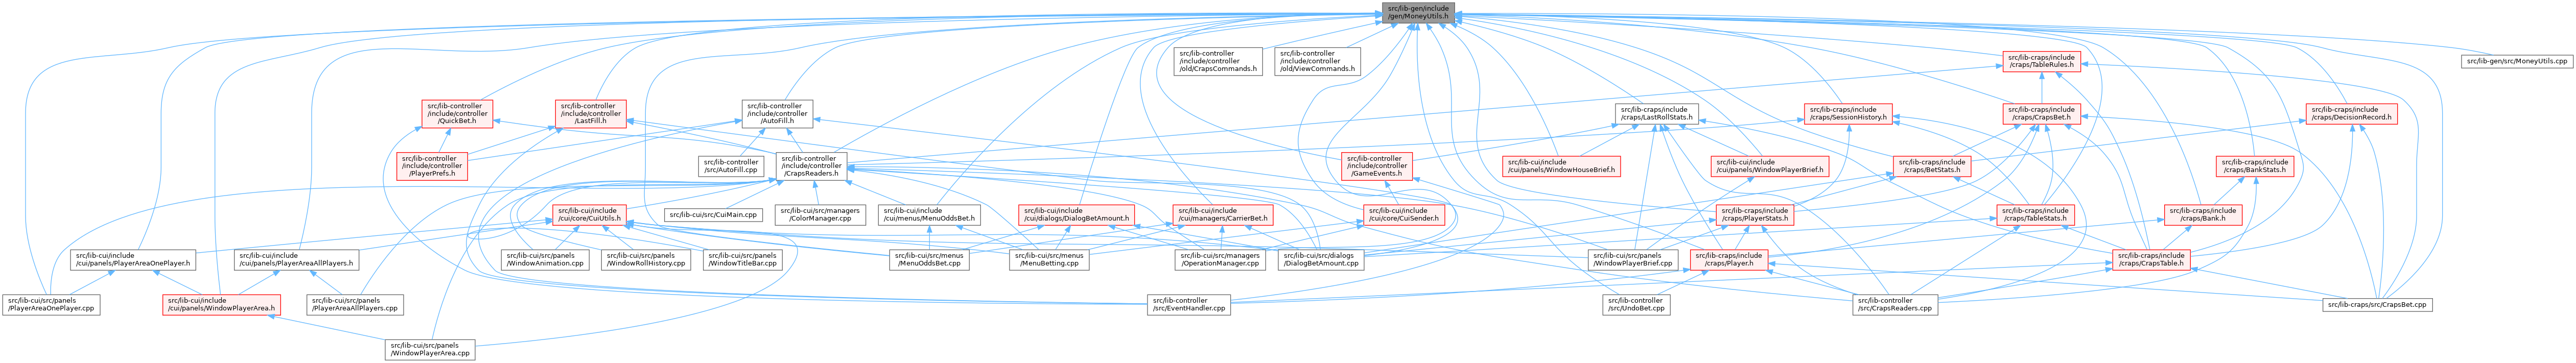 src/lib-gen/include
/gen/MoneyUtils.h
src/lib-controller
/include/controller
/old/CrapsCommands.h
src/lib-controller
/include/controller
/old/ViewCommands.h
src/lib-craps/include
/craps/TableRules.h
src/lib-gen/src/MoneyUtils.cpp
src/lib-controller
/include/controller
/QuickBet.h
src/lib-controller
/include/controller
/LastFill.h
src/lib-controller
/include/controller
/AutoFill.h
src/lib-craps/include
/craps/LastRollStats.h
src/lib-craps/include
/craps/SessionHistory.h
src/lib-craps/include
/craps/CrapsBet.h
src/lib-craps/include
/craps/DecisionRecord.h
src/lib-controller
/include/controller
/PlayerPrefs.h
src/lib-controller
/src/AutoFill.cpp
src/lib-controller
/include/controller
/CrapsReaders.h
src/lib-controller
/include/controller
/GameEvents.h
src/lib-cui/include
/cui/panels/WindowHouseBrief.h
src/lib-cui/include
/cui/panels/WindowPlayerBrief.h
src/lib-craps/include
/craps/BetStats.h
src/lib-craps/include
/craps/BankStats.h
src/lib-cui/include
/cui/core/CuiUtils.h
src/lib-cui/src/CuiMain.cpp
src/lib-cui/src/managers
/ColorManager.cpp
src/lib-cui/include
/cui/menus/MenuOddsBet.h
src/lib-cui/include
/cui/dialogs/DialogBetAmount.h
src/lib-cui/include
/cui/managers/CarrierBet.h
src/lib-cui/include
/cui/core/CuiSender.h
src/lib-craps/include
/craps/PlayerStats.h
src/lib-craps/include
/craps/TableStats.h
src/lib-craps/include
/craps/Bank.h
src/lib-cui/include
/cui/panels/PlayerAreaOnePlayer.h
src/lib-cui/include
/cui/panels/PlayerAreaAllPlayers.h
src/lib-cui/src/panels
/WindowAnimation.cpp
src/lib-cui/src/panels
/WindowRollHistory.cpp
src/lib-cui/src/panels
/WindowTitleBar.cpp
src/lib-cui/src/menus
/MenuOddsBet.cpp
src/lib-cui/src/menus
/MenuBetting.cpp
src/lib-cui/src/managers
/OperationManager.cpp
src/lib-cui/src/dialogs
/DialogBetAmount.cpp
src/lib-cui/src/panels
/WindowPlayerBrief.cpp
src/lib-craps/include
/craps/Player.h
src/lib-craps/include
/craps/CrapsTable.h
src/lib-cui/src/panels
/PlayerAreaOnePlayer.cpp
src/lib-cui/include
/cui/panels/WindowPlayerArea.h
src/lib-cui/src/panels
/PlayerAreaAllPlayers.cpp
src/lib-controller
/src/EventHandler.cpp
src/lib-controller
/src/UndoBet.cpp
src/lib-controller
/src/CrapsReaders.cpp
src/lib-craps/src/CrapsBet.cpp
src/lib-cui/src/panels
/WindowPlayerArea.cpp